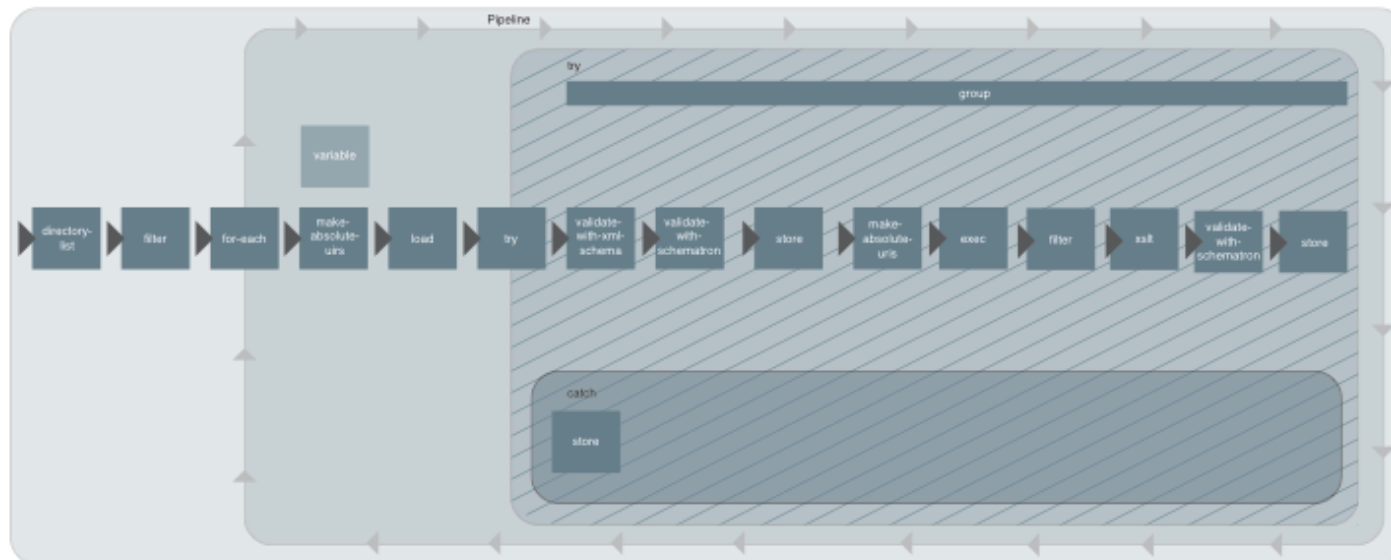 Pipeline
try
group
variable
directory-
list
filter
for-each
make-
absolute-
uirs
load
try
validate-
with-xml-
schema
validate-
with-
schematron
store
make-
absolute-
uris
exec
filter
xslt
validate-
with-
schematron
store
catch
store